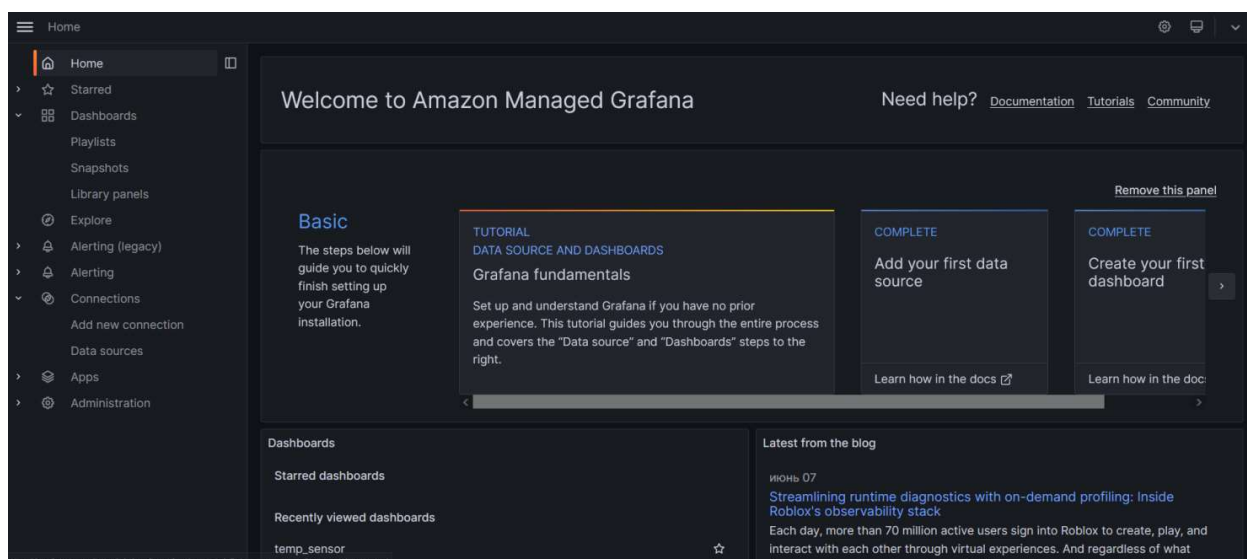 Home
Home
Starred
Dashboards
Playlists
Snapshots
Library panels
Explore
Alerting (legacy)
Alerting
Connections
Add new connection
Data sources
Apps
Administration
Welcome to Amazon Managed Grafana
Need help? Documentation Tutorials Community
Remove this panel
Basic
The steps below will
guide you to quickly
finish setting up
your Grafana
installation.
TUTORIAL
DATA SOURCE AND DASHBOARDS
Grafana fundamentals
Set up and understand Grafana if you have no prior
experience. This tutorial guides you through the entire process
and covers the "Data source" and "Dashboards" steps to the
right.
COMPLETE
Add your first data
source
Learn how in the docs
COMPLETE
Create your first
dashboard
Learn how in the doc
Dashboards
Starred dashboards
Recently viewed dashboards
temp_sensor
Latest from the blog
июнь 07
Streamlining runtime diagnostics with on-demand profiling: Inside
Roblox's observability stack
Each day, more than 70 million active users sign into Roblox to create, play, and
interact with each other through virtual experiences. And regardless of what